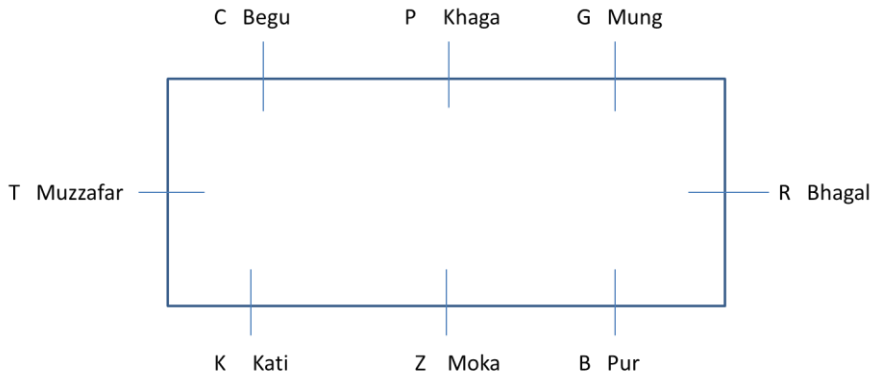 C Begu P Khaga G Mung
T Muzzafar R Bhagal
K Kati Z Moka B Pur